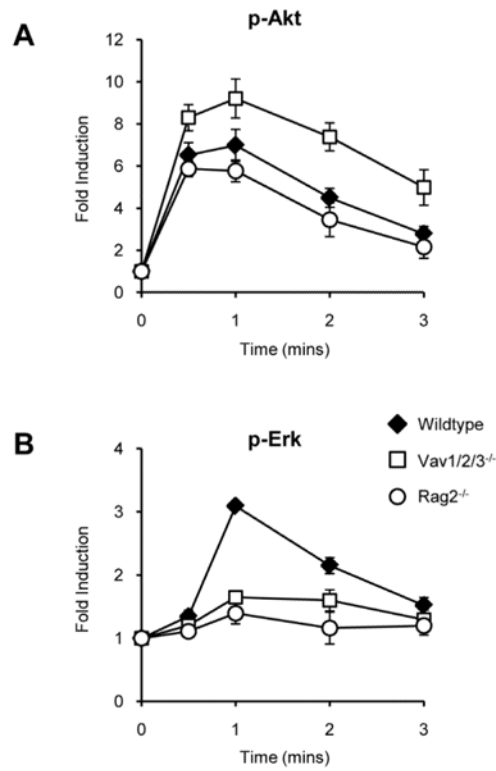 A
p-Akt
12
10
8
6
4
2
0
Fold Induction
0 1 2 3
Time (mins)
Wildtype
Vav1/2/3-/-
Rag2-/-
B
p-Erk
4
3
2
1
0
Fold Induction
0 1 2 3
Time (mins)